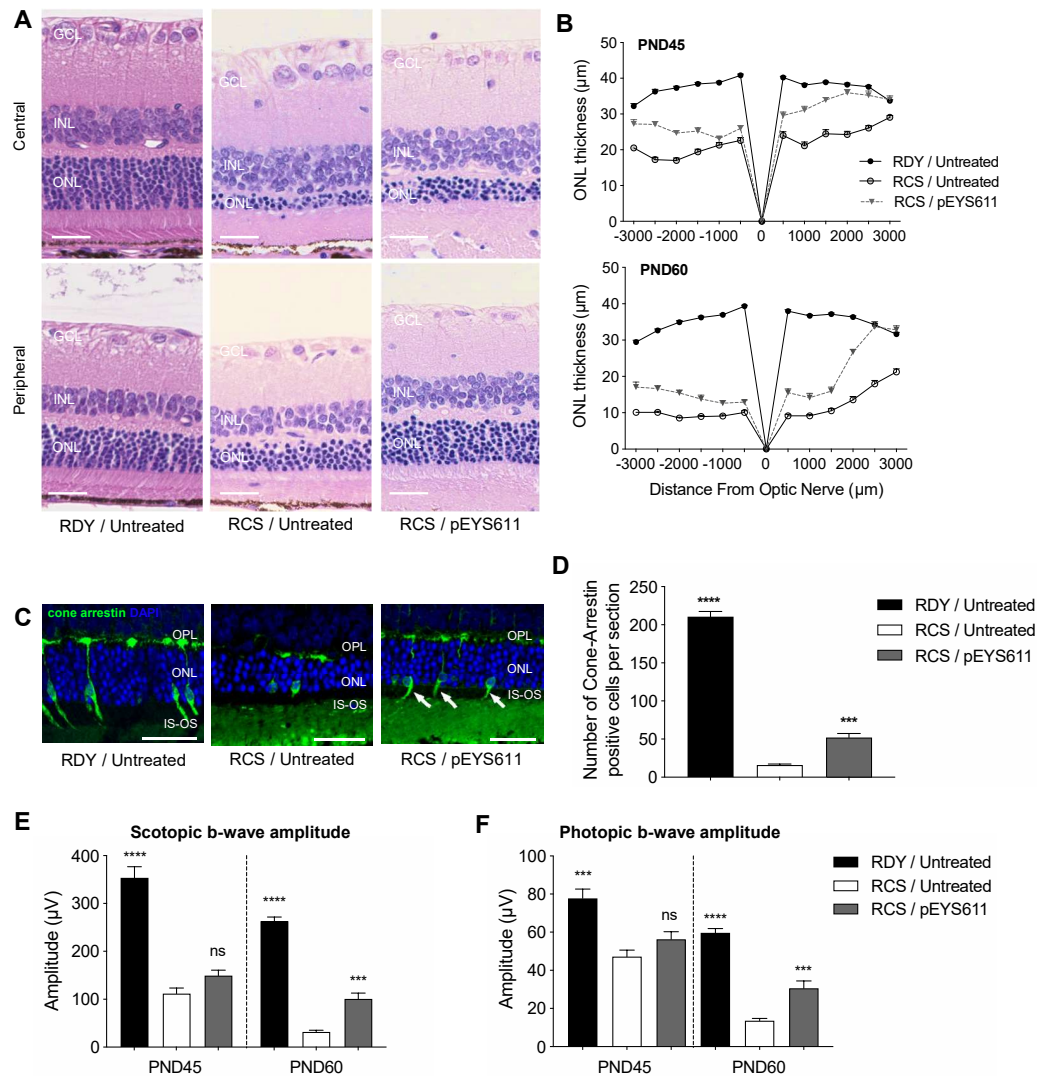 A
Central
GCL
INL
ONL
GCL
INL
ONL
GCL
INL
ONL
Peripheral
GCL
INL
ONL
GCL
INL
ONL
GCL
INL
ONL
RDY / Untreated
RCS / Untreated
RCS / pEYS611
B
PND45
ONL thickness (µm)
50
40
30
20
10
0
-3000 -2000 -1000 0 1000 2000 3000
RDY / Untreated
RCS / Untreated
RCS / pEYS611
PND60
ONL thickness (µm)
50
40
30
20
10
0
-3000 -2000 -1000 0 1000 2000 3000
Distance From Optic Nerve (µm)
C
cone arrestin DAPI
OPL
ONL
IS-OS
OPL
ONL
IS-OS
OPL
ONL
IS-OS
RDY / Untreated
RCS / Untreated
RCS / pEYS611
D
Number of Cone-Arrestin
positive cells per section
250
200
150
100
50
0
****
***
RDY / Untreated
RCS / Untreated
RCS / pEYS611
E
Scotopic b-wave amplitude
Amplitude (µV)
400
300
200
100
0
****
ns
****
***
PND45
PND60
F
Photopic b-wave amplitude
Amplitude (µV)
100
80
60
40
20
0
***
ns
****
***
PND45
PND60
RDY / Untreated
RCS / Untreated
RCS / pEYS611